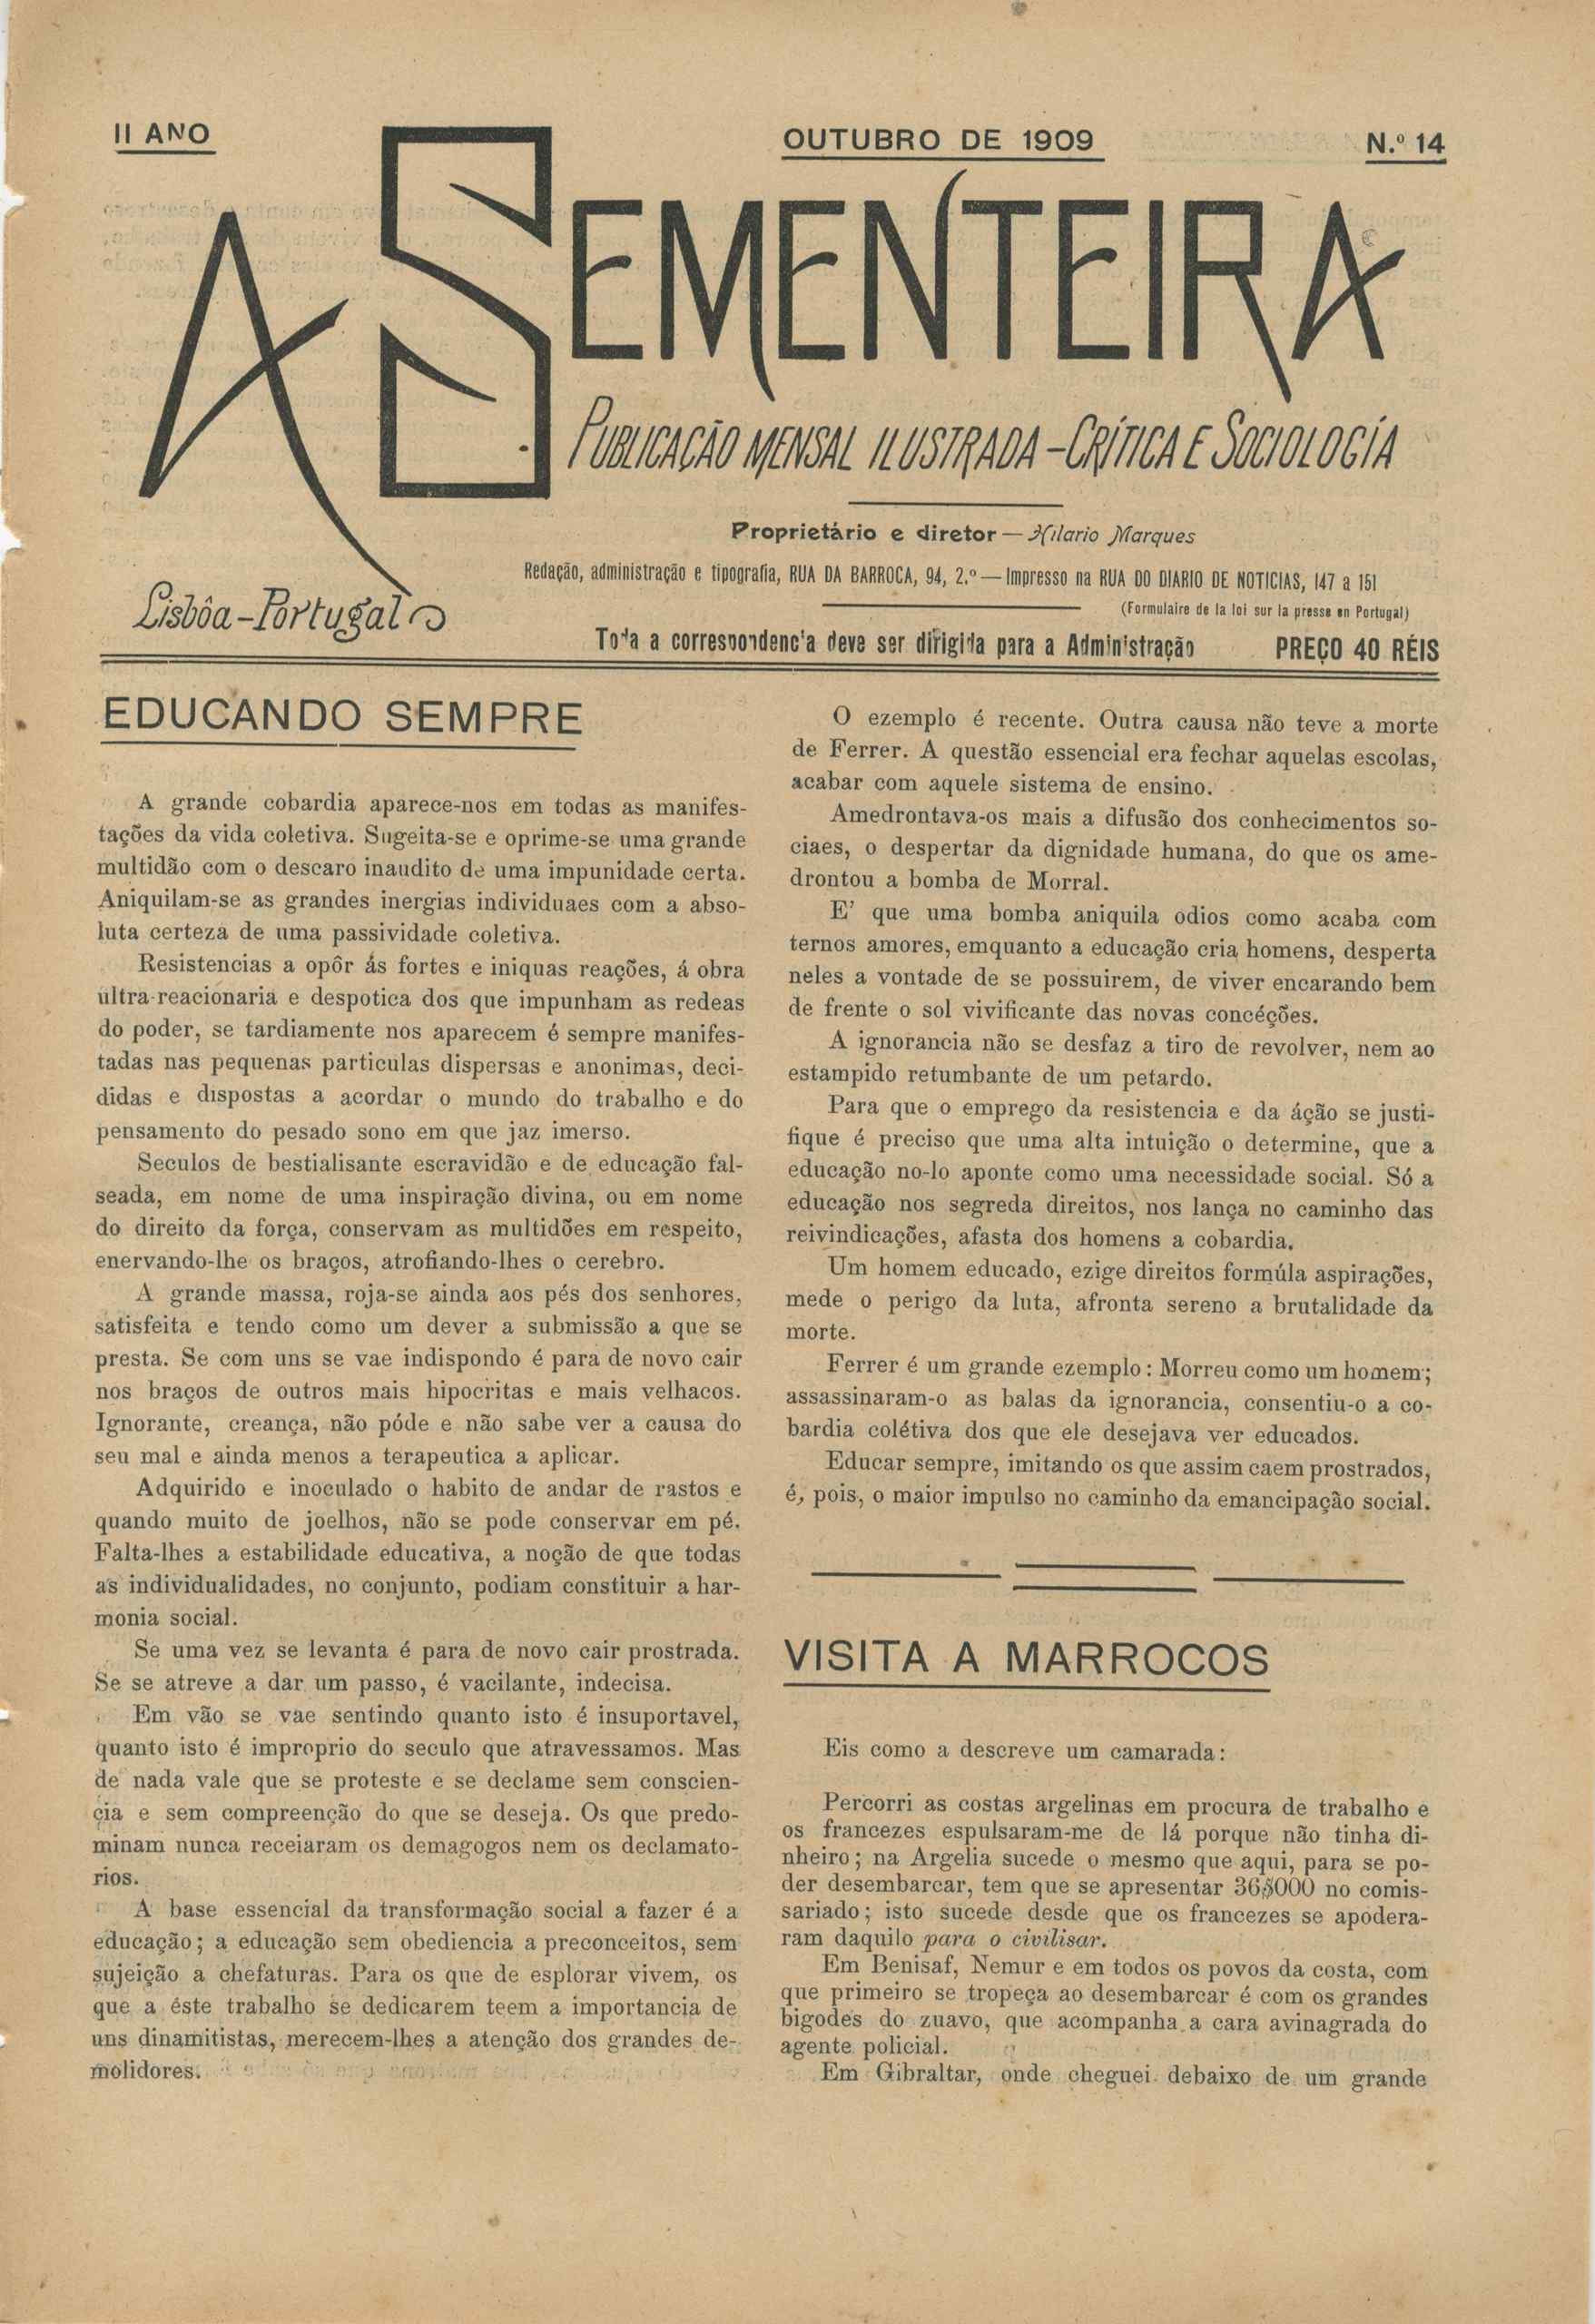 II ANO
OUTUBRO DE 1909
N.º 14
A SEMENTEIRA
PUBLICAÇÃO MENSAL ILUSTRADA – CRÍTICA E SOCIOLOGÍA
Proprietário e diretor — Hilario Marques
Redação, administração e tipografia, RUA DA BARROCA, 94, 2.º — Impresso na RUA DO DIARIO DE NOTICIAS, 147 a 151
(Formulaire de la loi sur la presse en Portugal)
Lisbôa - Portugal
Toda a correspondencia deve ser dirigida para a Administração
PREÇO 40 RÉIS
EDUCANDO SEMPRE
A grande cobardia aparece-nos em todas as manifes-
tações da vida coletiva. Sugeita-se e oprime-se uma grande
multidão com o descaro inaudito de uma impunidade certa.
Aniquilam-se as grandes inergias individuaes com a abso-
luta certeza de uma passividade coletiva.
Resistencias a opôr ás fortes e iniquas reações, á obra
ultra-reacionaria e despotica dos que impunham as redeas
do poder, se tardiamente nos aparecem é sempre manifes-
tadas nas pequenas particulas dispersas e anonimas, deci-
didas e dispostas a acordar o mundo do trabalho e do
pensamento do pesado sono em que jaz imerso.
Seculos de bestialisante escravidão e de educação fal-
seada, em nome de uma inspiração divina, ou em nome
do direito da força, conservam as multidões em respeito,
enervando-lhe os braços, atrofiando-lhes o cerebro.
A grande massa, roja-se ainda aos pés dos senhores,
satisfeita e tendo como um dever a submissão a que se
presta. Se com uns se vae indispondo é para de novo cair
nos braços de outros mais hipocritas e mais velhacos.
Ignorante, creança, não póde e não sabe ver a causa do
seu mal e ainda menos a terapeutica a aplicar.
Adquirido e inoculado o habito de andar de rastos e
quando muito de joelhos, não se pode conservar em pé.
Falta-lhes a estabilidade educativa, a noção de que todas
as individualidades, no conjunto, podiam constituir a har-
monia social.
Se uma vez se levanta é para de novo cair prostrada.
Se se atreve a dar um passo, é vacilante, indecisa.
Em vão se vae sentindo quanto isto é insuportavel,
quanto isto é improprio do seculo que atravessamos. Mas
de nada vale que se proteste e se declame sem conscien-
cia e sem compreenção do que se deseja. Os que predo-
minam nunca receiaram os demagogos nem os declamato-
rios.
A base essencial da transformação social a fazer é a
educação; a educação sem obediencia a preconceitos, sem
sujeição a chefaturas. Para os que de esplorar vivem, os
que a éste trabalho se dedicarem teem a importancia de
uns dinamitistas, merecem-lhes a atenção dos grandes de-
molidores.
O ezemplo é recente. Outra causa não teve a morte
de Ferrer. A questão essencial era fechar aquelas escolas,
acabar com aquele sistema de ensino.
Amedrontava-os mais a difusão dos conhecimentos so-
ciaes, o despertar da dignidade humana, do que os ame-
drontou a bomba de Morral.
E' que uma bomba aniquila odios como acaba com
ternos amores, emquanto a educação cria homens, desperta
neles a vontade de se possuirem, de viver encarando bem
de frente o sol vivificante das novas concéções.
A ignorancia não se desfaz a tiro de revolver, nem ao
estampido retumbante de um petardo.
Para que o emprego da resistencia e da áção se justi-
fique é preciso que uma alta intuição o determine, que a
educação no-lo aponte como uma necessidade social. Só a
educação nos segreda direitos, nos lança no caminho das
reivindicações, afasta dos homens a cobardia.
Um homem educado, ezige direitos formúla aspirações,
mede o perigo da luta, afronta sereno a brutalidade da
morte.
Ferrer é um grande ezemplo: Morreu como um homem;
assassinaram-o as balas da ignorancia, consentiu-o a co-
bardia colétiva dos que ele desejava ver educados.
Educar sempre, imitando os que assim caem prostrados,
é, pois, o maior impulso no caminho da emancipação social.
VISITA A MARROCOS
Eis como a descreve um camarada:
Percorri as costas argelinas em procura de trabalho e
os francezes espulsaram-me de lá porque não tinha di-
nheiro; na Argelia sucede o mesmo que aqui, para se po-
der desembarcar, tem que se apresentar 36$000 no comis-
sariado; isto sucede desde que os francezes se apodera-
ram daquilo para o civilisar.
Em Benisaf, Nemur e em todos os povos da costa, com
que primeiro se tropeça ao desembarcar é com os grandes
bigodes do zuavo, que acompanha a cara avinagrada do
agente policial.
Em Gibraltar, onde cheguei debaixo de um grande